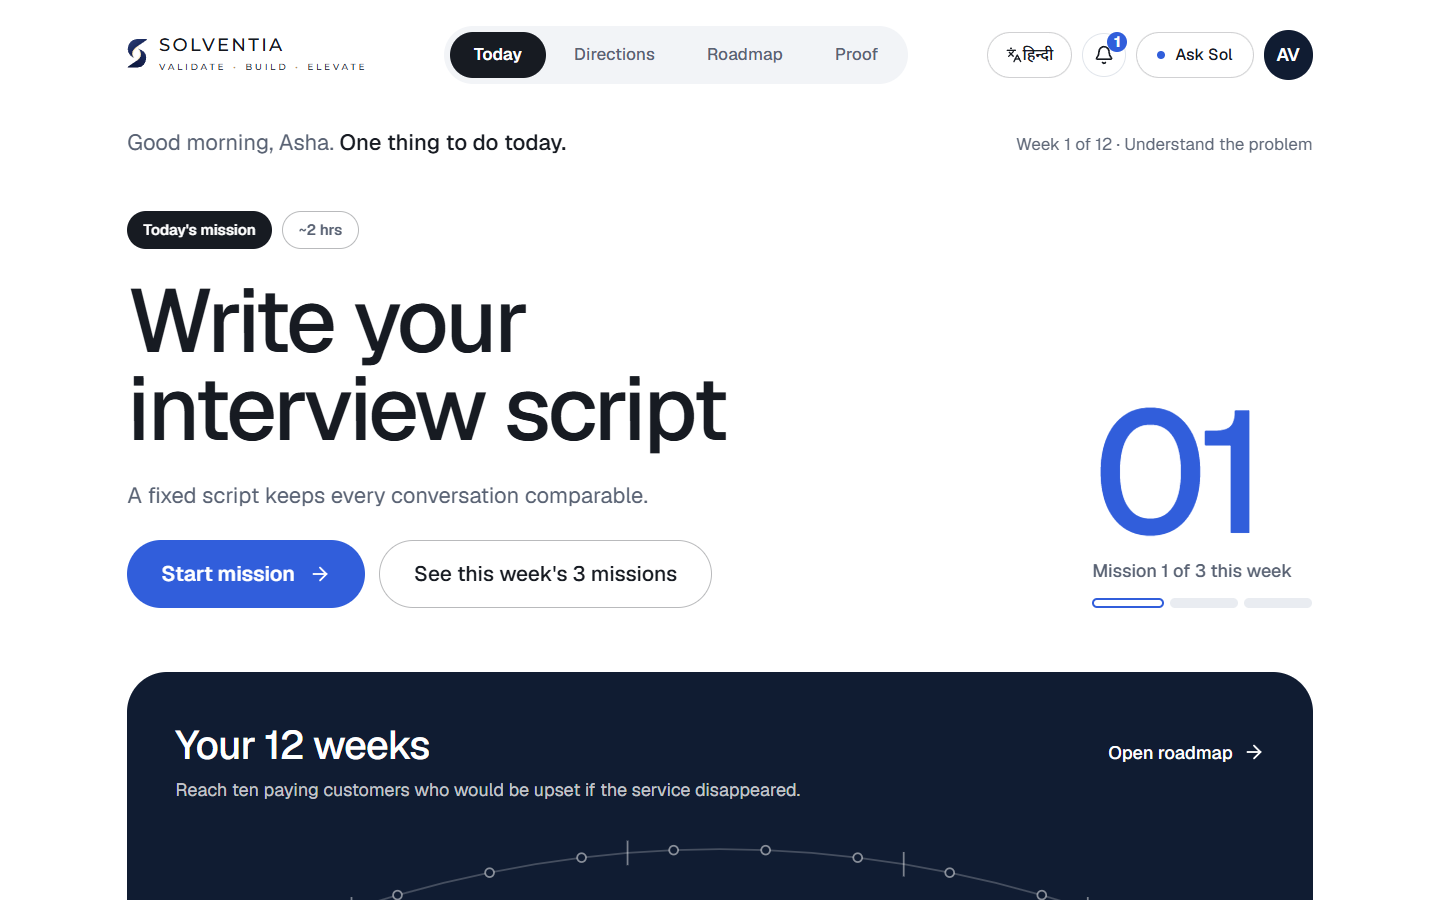 SOLVENTIA
VALIDATE · BUILD · ELEVATE
Today
Directions
Roadmap
Proof
हिन्दी
1
Ask Sol
AV
Good morning, Asha. One thing to do today.
Week 1 of 12 · Understand the problem
Today's mission
~2 hrs
Write your
interview script
A fixed script keeps every conversation comparable.
Start mission →
See this week's 3 missions
01
Mission 1 of 3 this week
Your 12 weeks
Open roadmap →
Reach ten paying customers who would be upset if the service disappeared.